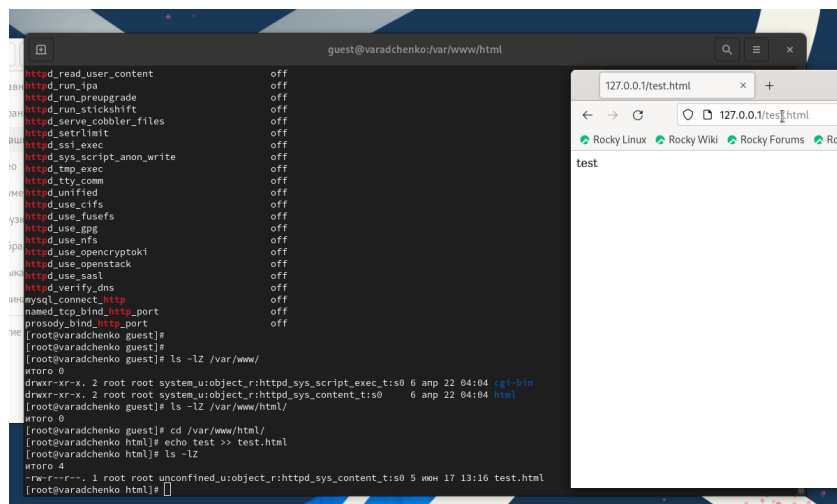 guest@varadchenko:/var/www/html
httpd_read_user_content off
httpd_run_ipa off
httpd_run_preupgrade off
httpd_run_stickshift off
httpd_serve_cobbler_files off
httpd_setrlimit off
httpd_ssi_exec off
httpd_sys_script_anon_write off
httpd_tmp_exec off
httpd_tty_comm off
httpd_unified off
httpd_use_cifs off
httpd_use_fusefs off
httpd_use_gpg off
httpd_use_nfs off
httpd_use_opencryptoki off
httpd_use_openstack off
httpd_use_sasl off
httpd_verify_dns off
mysql_connect_http off
named_tcp_bind_http_port off
prosody_bind_http_port off
[root@varadchenko guest]#
[root@varadchenko guest]#
[root@varadchenko guest]# ls -lZ /var/www/
итого 0
drwxr-xr-x. 2 root root system_u:object_r:httpd_sys_script_exec_t:s0 6 апр 22 04:04 cgi-bin
drwxr-xr-x. 2 root root system_u:object_r:httpd_sys_content_t:s0 6 апр 22 04:04 html
[root@varadchenko guest]# ls -lZ /var/www/html/
итого 0
[root@varadchenko guest]# cd /var/www/html/
[root@varadchenko html]# echo test >> test.html
[root@varadchenko html]# ls -lZ
итого 4
-rw-r--r--. 1 root root unconfined_u:object_r:httpd_sys_content_t:s0 5 июн 17 13:16 test.html
[root@varadchenko html]#
127.0.0.1/test.html
127.0.0.1/test.html
Rocky Linux Rocky Wiki Rocky Forums
test